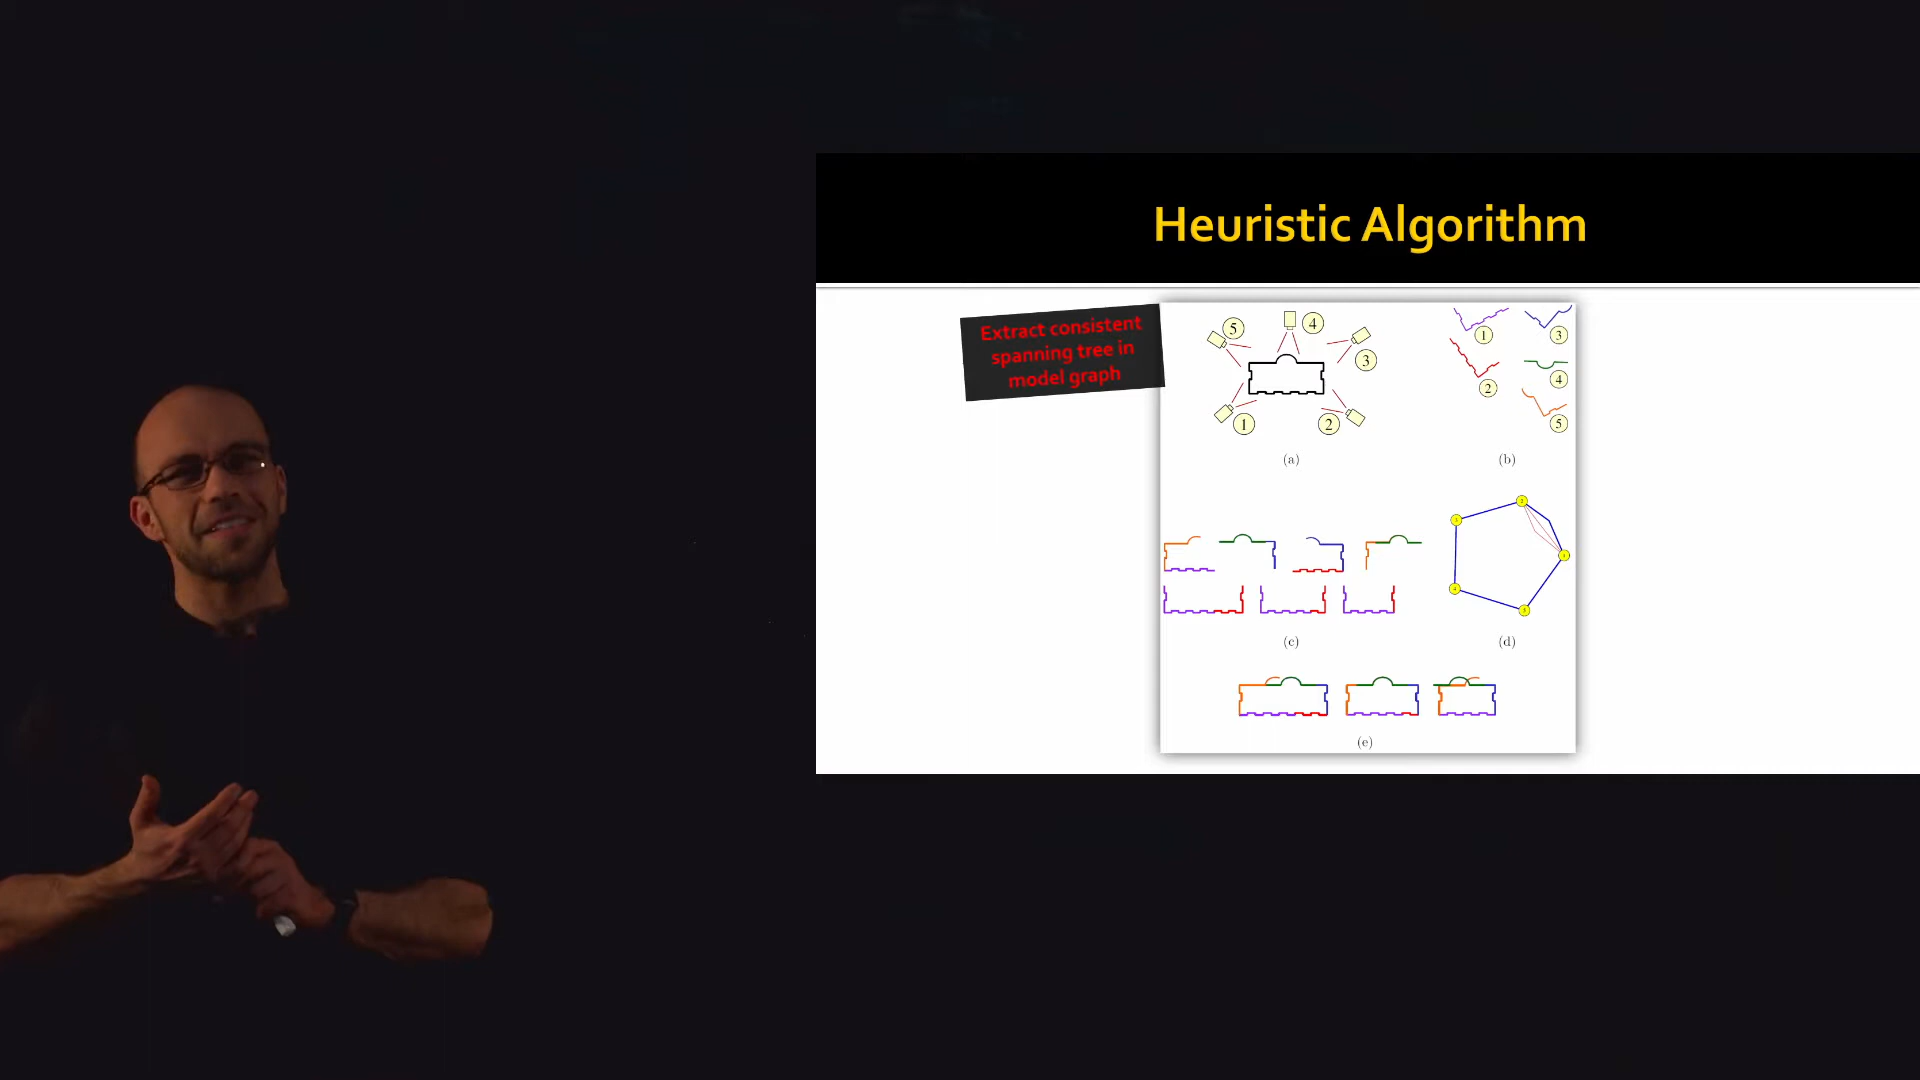 Heuristic Algorithm
Extract consistent
spanning tree in
model graph
5
4
3
1
2
(a)
1
3
2
4
5
(b)
(c)
(d)
(e)